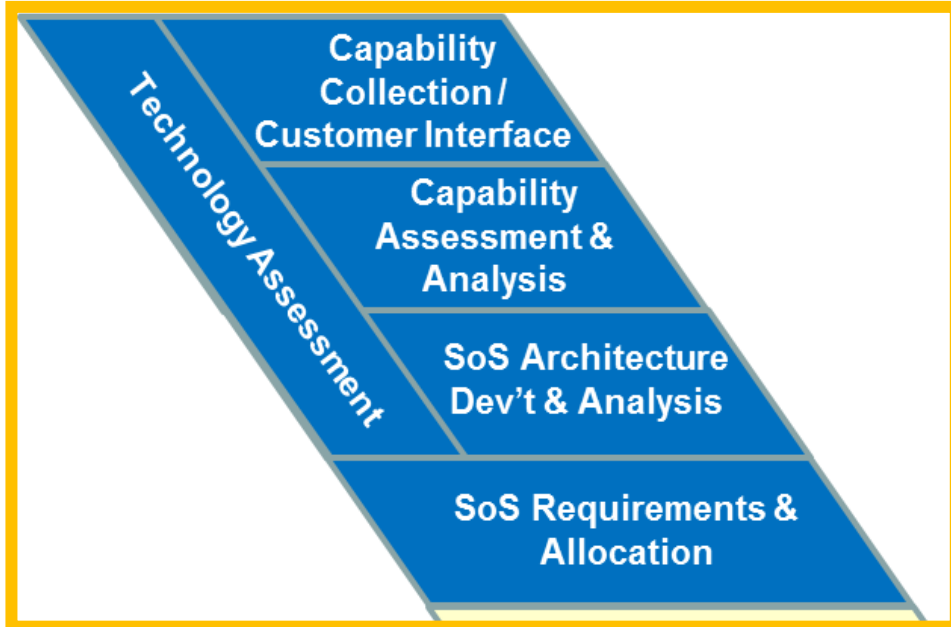 Technology Assessment
Capability
Collection /
Customer Interface
Capability
Assessment &
Analysis
SoS Architecture
Dev't & Analysis
SoS Requirements &
Allocation